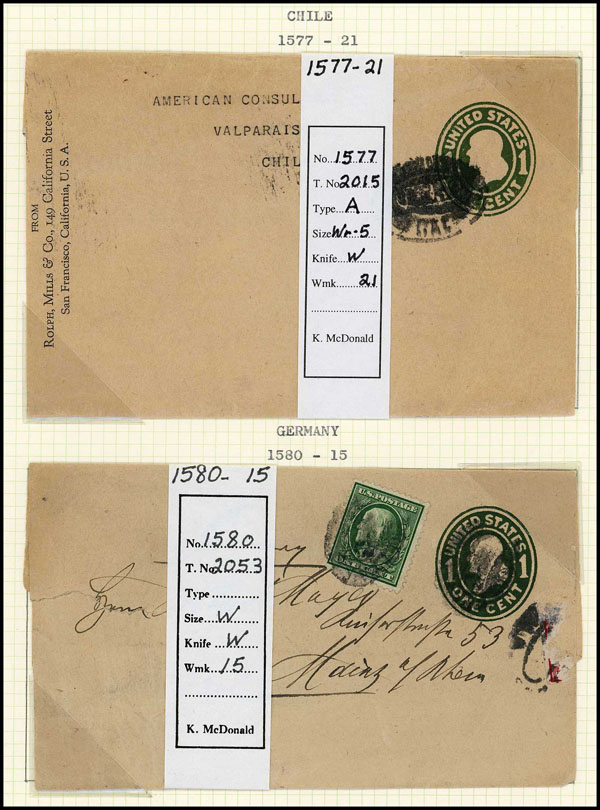 CHILE
1577 - 21
1577-21
FROM
ROLPH, MILLS & CO., 149 California Street
San Francisco, California, U. S. A.
AMERICAN CONSUL
VALPARAIS
CHIL
No. 1577
T. No. 2015
Type A
Size Wr-5
Knife W
Wmk 21
K. McDonald
UNITED STATES
1
CENT
GERMANY
1580 - 15
1580- 15
No. 1580
T. No. 2053
Type
Size W
Knife W
Wmk 15
K. McDonald
U.S. POSTAGE
UNITED STATES
1 1
ONE CENT
Mayer
53
Mainz a/Rhein